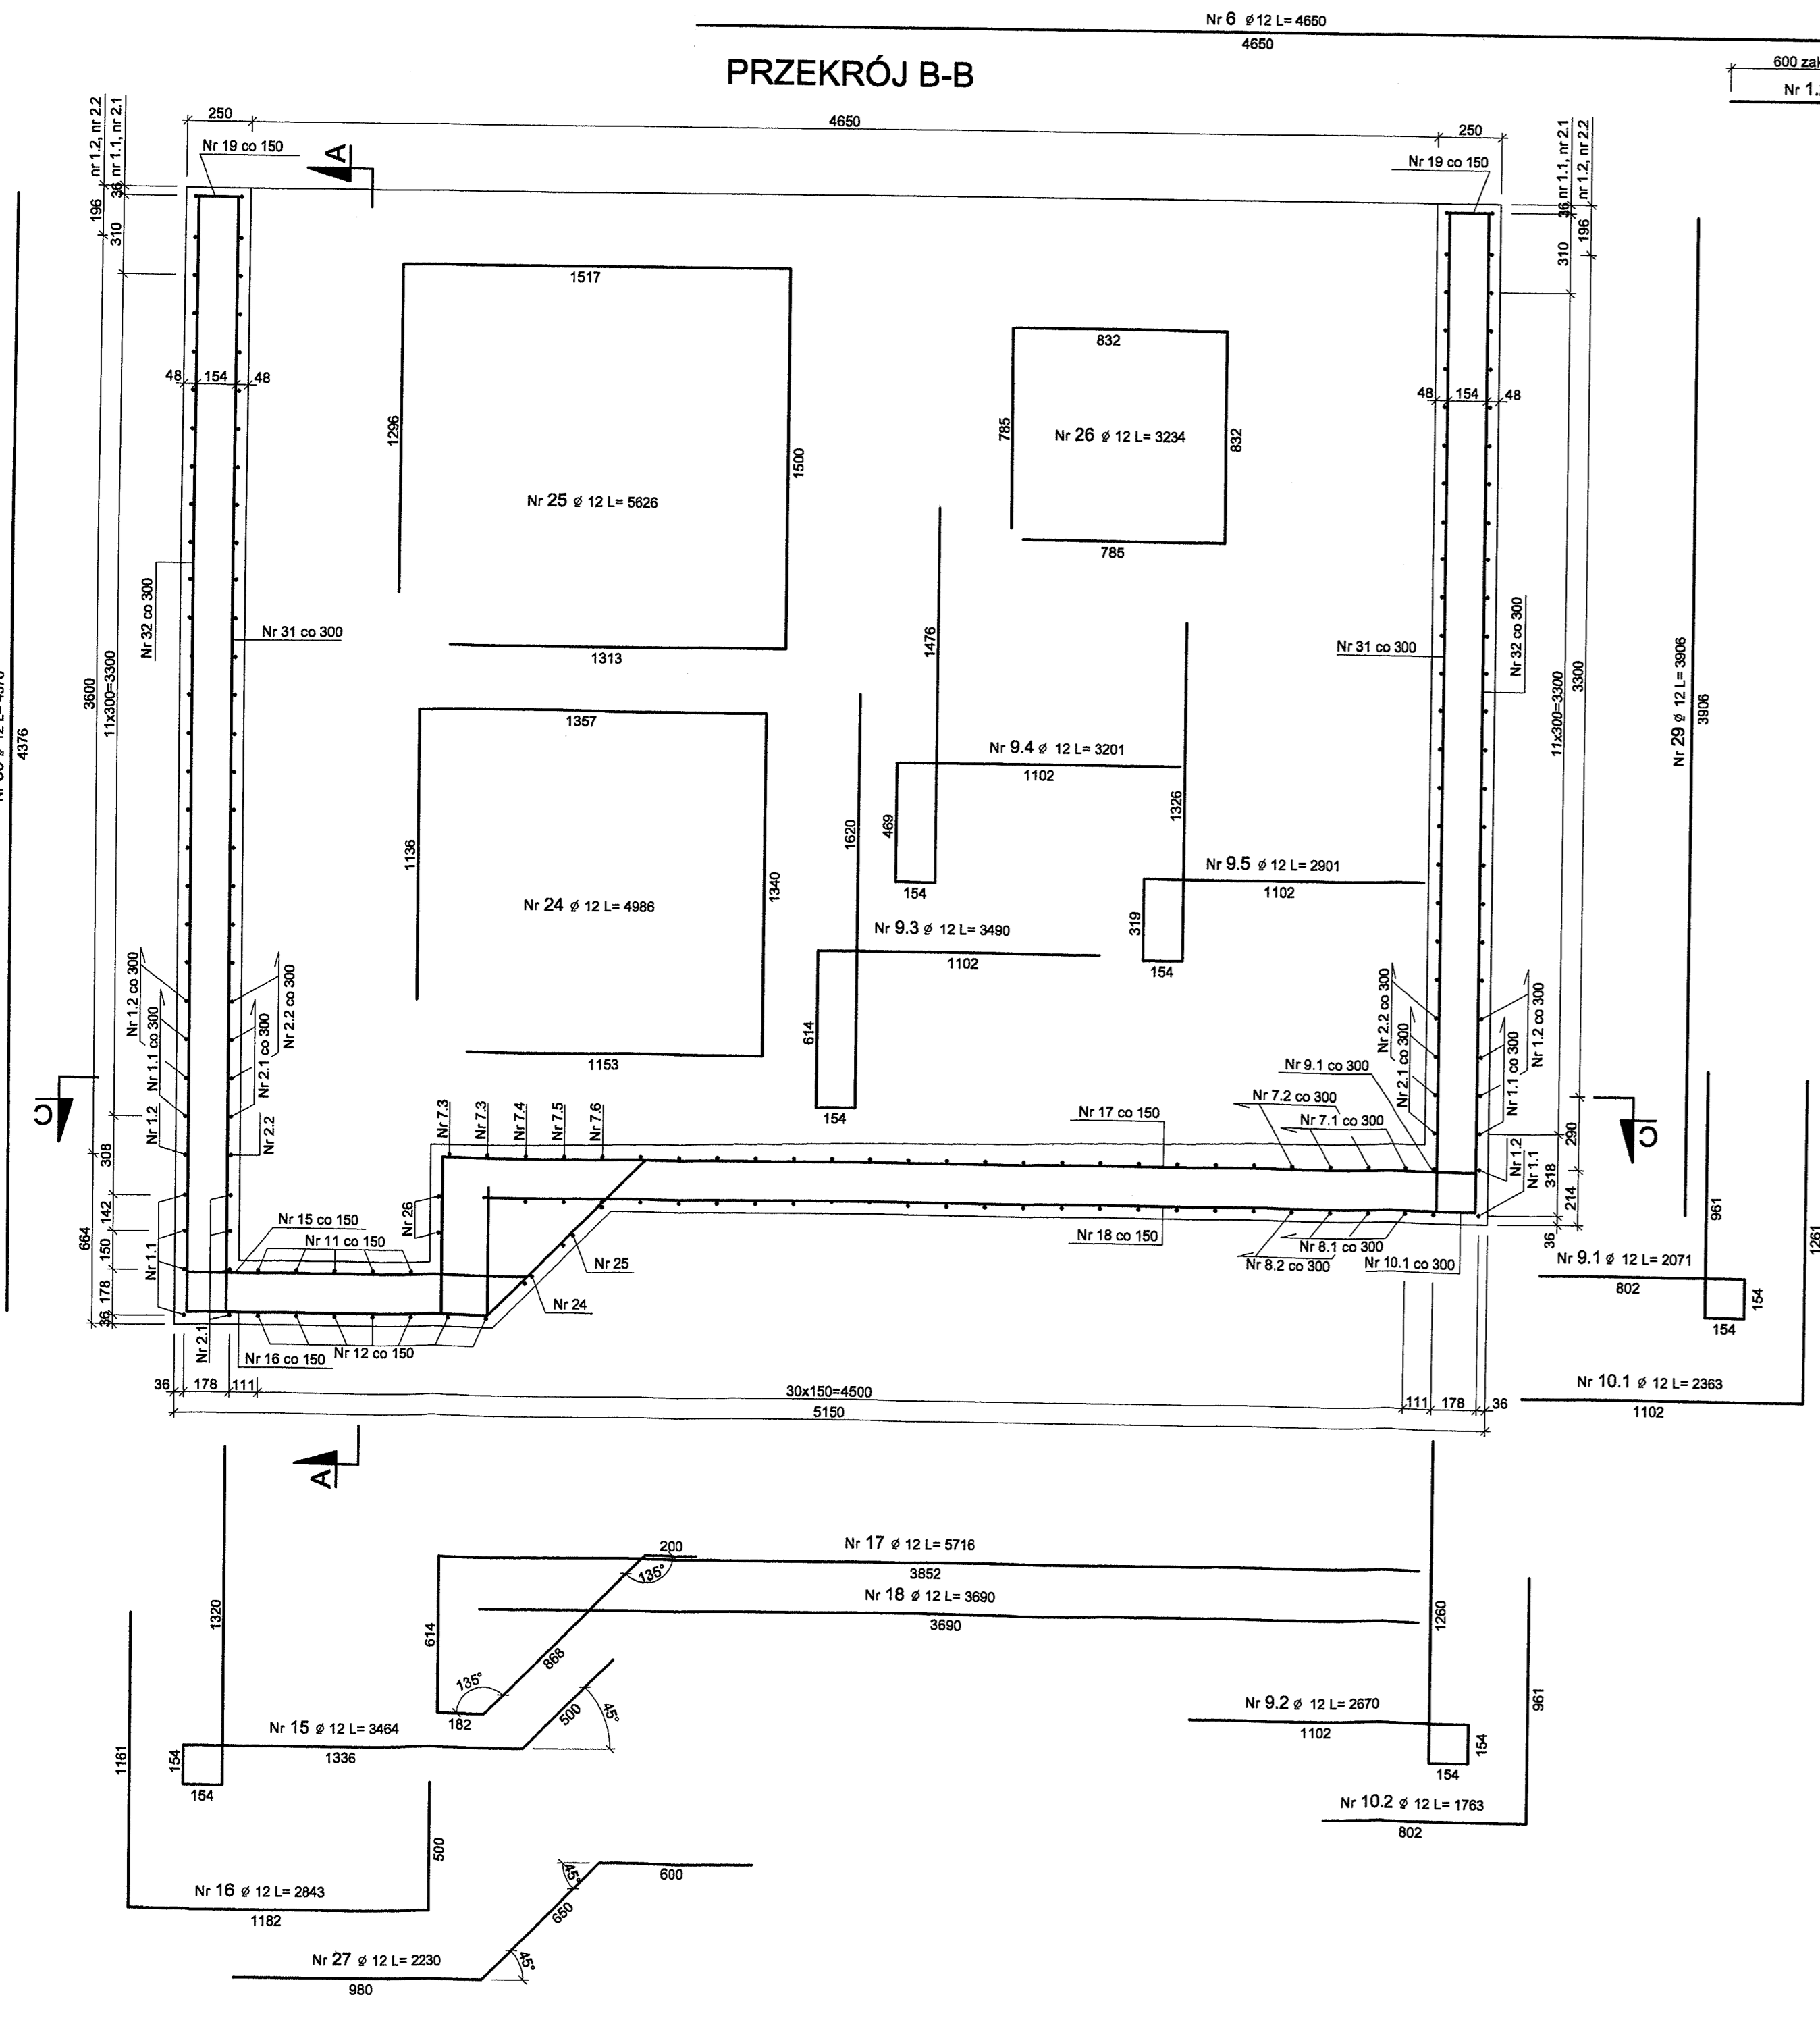 Nr 6 ø12 L= 4650
4650
PRZEKRÓJ B-B
600
Nr 1.
nr 1.2, nr 2.2
nr 1.1, nr 2.1
250
4650
250
nr 1.1, nr 2.1
nr 1.2, nr 2.2
Nr 19 co 150
A
Nr 19 co 150
36
196
310
36
196
310
1517
832
48
154
48
48
154
48
1296
1500
785
Nr 26 ø 12 L= 3234
832
Nr 25 ø 12 L= 5626
785
Nr 32 co 300
Nr 31 co 300
1313
1476
Nr 31 co 300
Nr 32 co 300
3600
11x300=3300
11x300=3300
3300
Nr 29 ø 12 L= 3906
3906
4376
1357
Nr 9.4 ø 12 L= 3201
1102
1136
1340
1620
469
154
1326
Nr 9.5 ø 12 L= 2901
1102
319
154
Nr 24 ø 12 L= 4986
Nr 9.3 ø 12 L= 3490
1102
614
154
1153
Nr 1.2 co 300
Nr 1.1 co 300
Nr 2.2 co 300
Nr 2.1 co 300
Nr 2.2 co 300
Nr 2.1 co 300
Nr 1.2 co 300
Nr 1.1 co 300
C
C
Nr 1.2
Nr 2.2
Nr 7.3
Nr 7.3
Nr 7.4
Nr 7.5
Nr 7.6
Nr 17 co 150
Nr 9.1 co 300
Nr 7.2 co 300
Nr 7.1 co 300
Nr 1.2
Nr 1.1
308
142
150
178
36
664
290
318
214
36
Nr 1.1
Nr 2.1
Nr 15 co 150
Nr 11 co 150
Nr 26
Nr 25
Nr 24
Nr 18 co 150
Nr 8.1 co 300
Nr 8.2 co 300
Nr 10.1 co 300
Nr 12 co 150
Nr 16 co 150
961
1261
Nr 9.1 ø 12 L= 2071
802
154
154
36
178
111
30x150=4500
111
178
36
5150
Nr 10.1 ø 12 L= 2363
1102
A
200
Nr 17 ø 12 L= 5716
3852
135°
Nr 18 ø 12 L= 3690
3690
614
868
135°
182
1320
1260
961
Nr 15 ø 12 L= 3464
1336
500
45°
154
154
1161
Nr 9.2 ø 12 L= 2670
1102
154
154
Nr 10.2 ø 12 L= 1763
802
500
Nr 16 ø 12 L= 2843
1182
45°
600
650
Nr 27 ø 12 L= 2230
980
45°